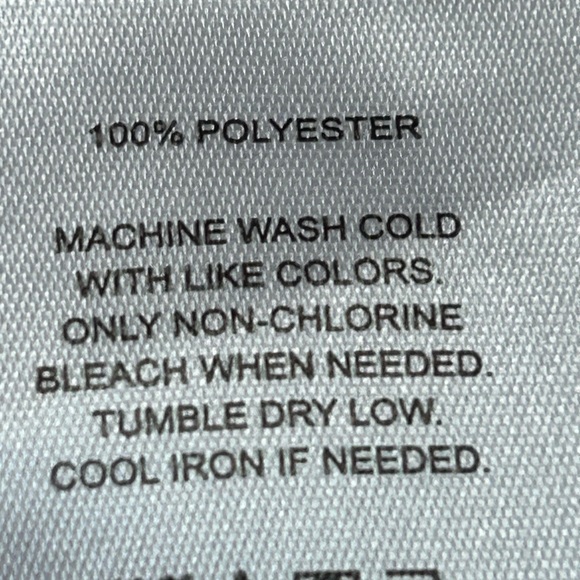 100% POLYESTER
MACHINE WASH COLD
WITH LIKE COLORS.
ONLY NON-CHLORINE
BLEACH WHEN NEEDED.
TUMBLE DRY LOW.
COOL IRON IF NEEDED.